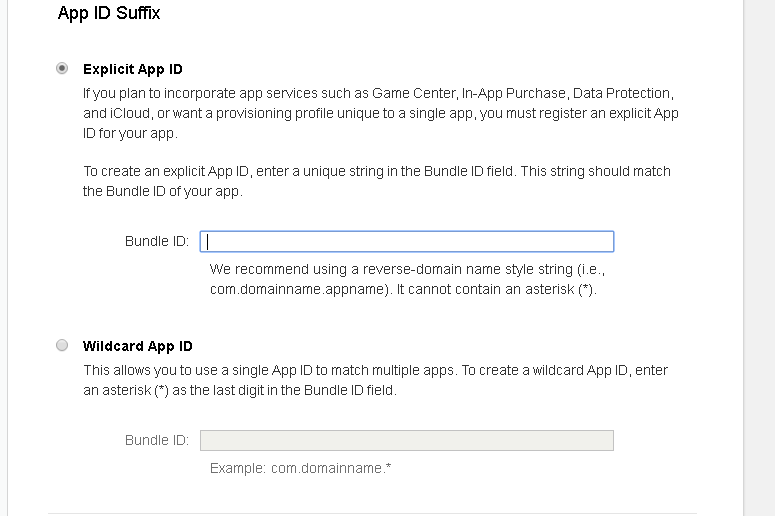 App ID Suffix
Explicit App ID
If you plan to incorporate app services such as Game Center, In-App Purchase, Data Protection,
and iCloud, or want a provisioning profile unique to a single app, you must register an explicit App
ID for your app.
To create an explicit App ID, enter a unique string in the Bundle ID field. This string should match
the Bundle ID of your app.
Bundle ID:
We recommend using a reverse-domain name style string (i.e.,
com.domainname.appname). It cannot contain an asterisk (*).
Wildcard App ID
This allows you to use a single App ID to match multiple apps. To create a wildcard App ID, enter
an asterisk (*) as the last digit in the Bundle ID field.
Bundle ID:
Example: com.domainname.*